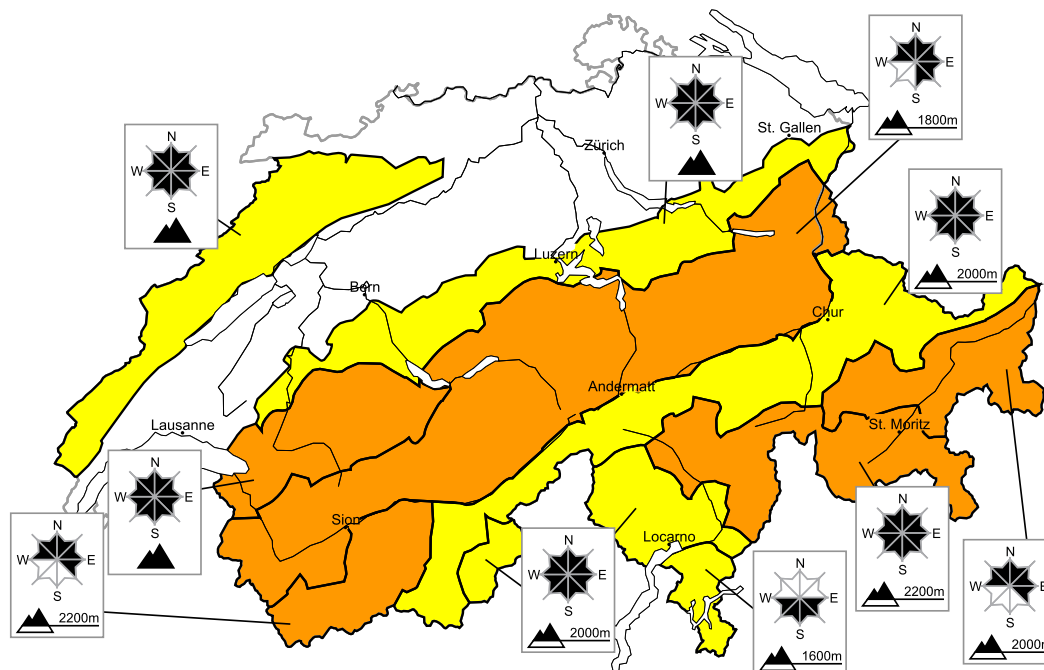 N
W E
S
1800m
N
W E
S
St. Gallen
Zürich
N
W E
S
N
W E
S
2000m
Luzern
Bern
Chur
Andermatt
St. Moritz
Lausanne
N
W E
S
Sion
Locarno
N
W E
S
2200m
N
W E
S
2000m
N
W E
S
2200m
N
W E
S
1600m
N
W E
S
2000m